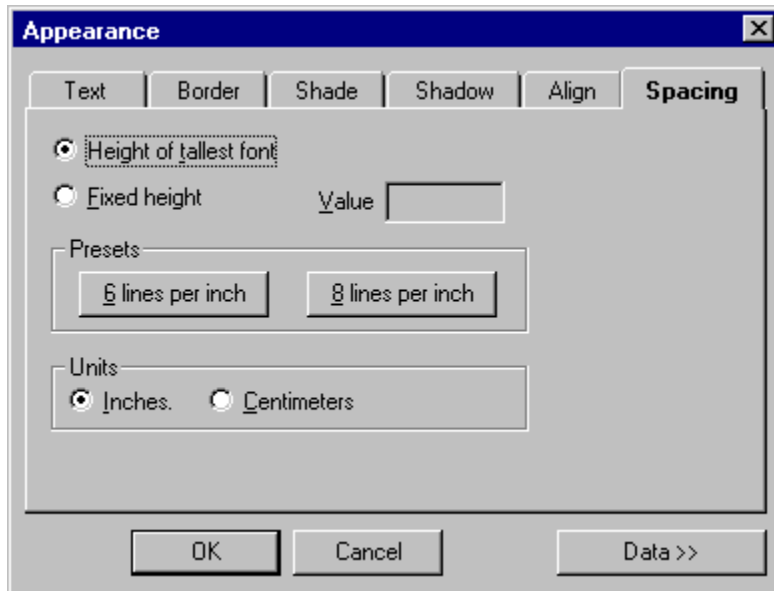 Appearance
Text Border Shade Shadow Align Spacing
Height of tallest font
Fixed height Value
Presets
6 lines per inch 8 lines per inch
Units
Inches. Centimeters
OK Cancel Data >>